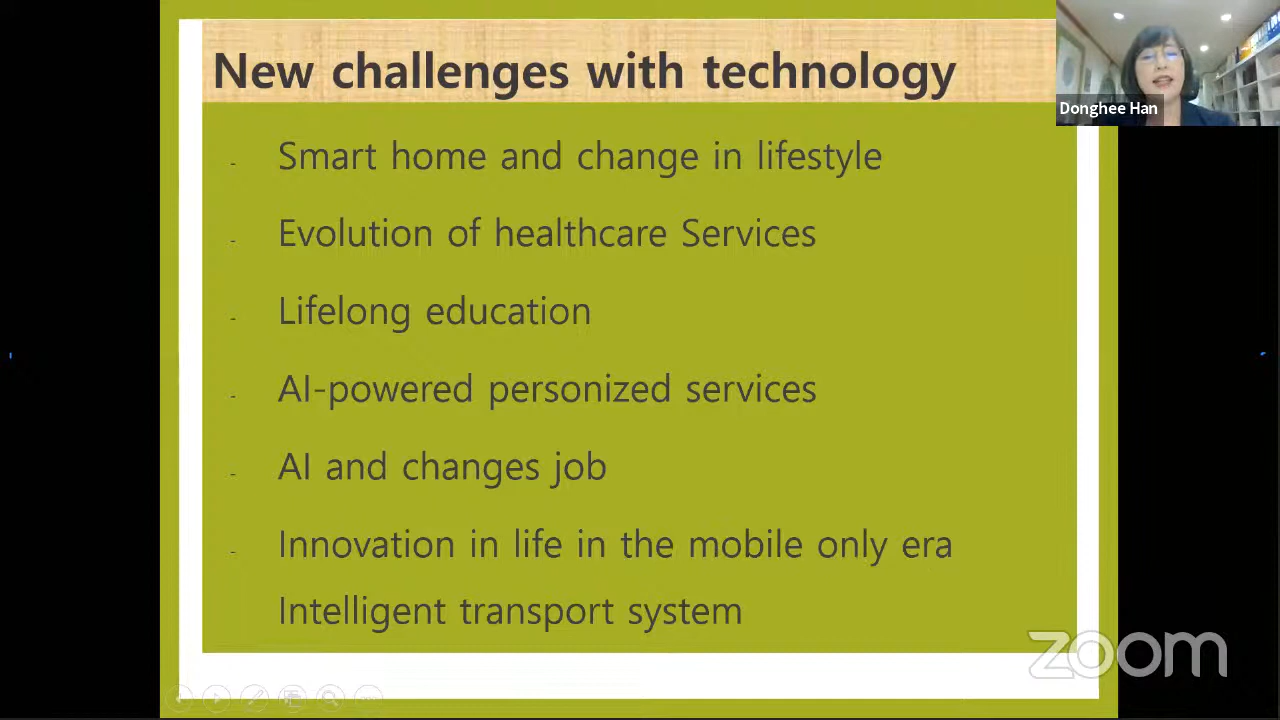 New challenges with technology
Donghee Han
- Smart home and change in lifestyle
- Evolution of healthcare Services
- Lifelong education
- AI-powered personized services
- AI and changes job
- Innovation in life in the mobile only era
Intelligent transport system
zoom